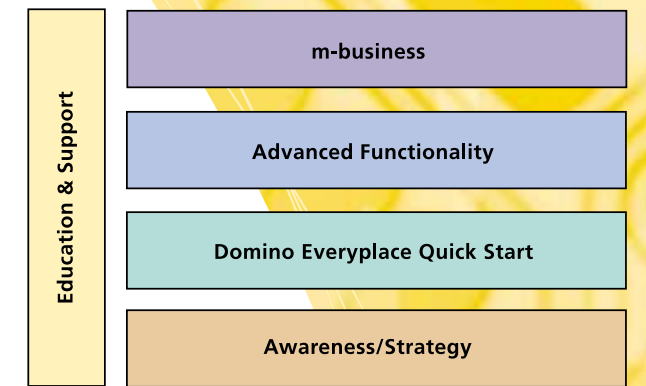 Education & Support
m-business
Advanced Functionality
Domino Everyplace Quick Start
Awareness/Strategy